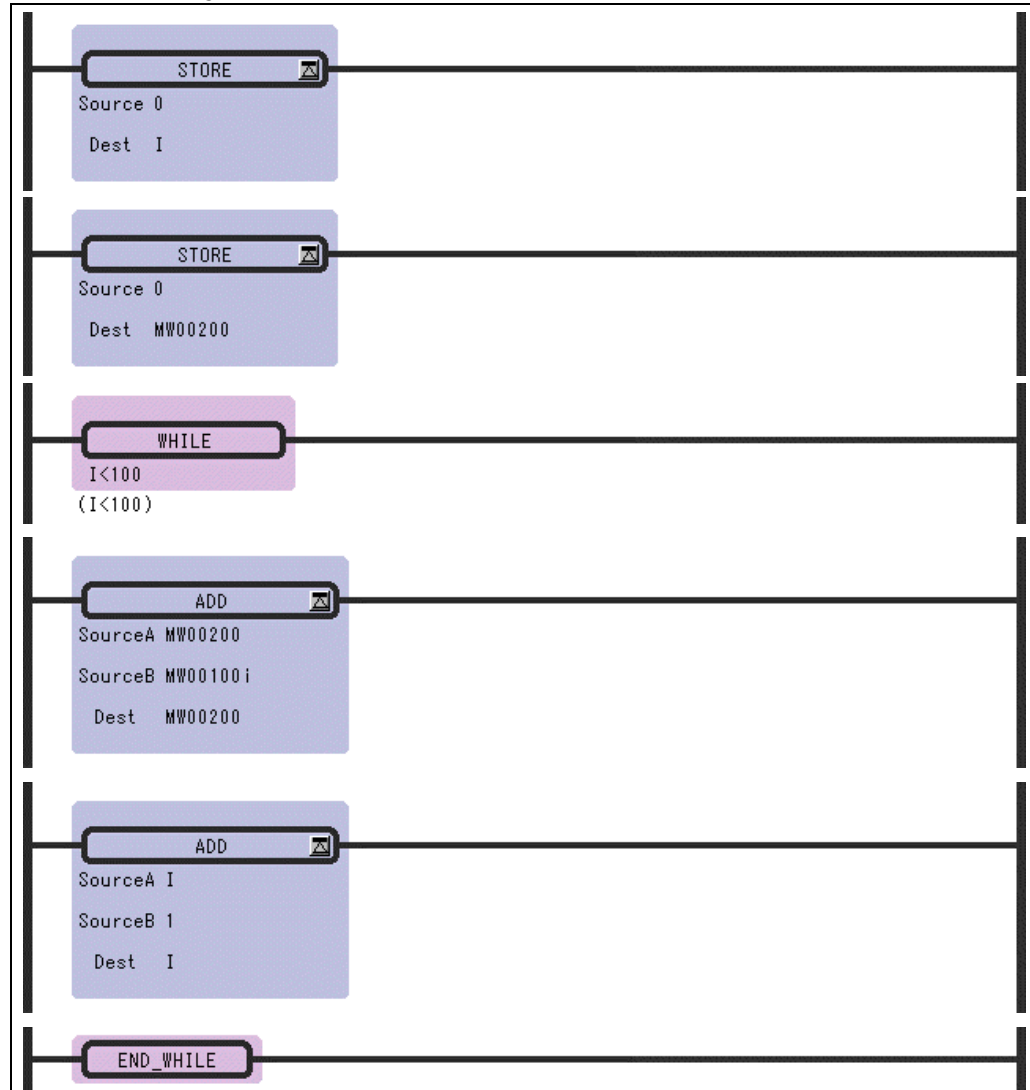 STORE
Source 0
Dest I
STORE
Source 0
Dest MW00200
WHILE
I<100
(I<100)
ADD
SourceA MW00200
SourceB MW00100i
Dest MW00200
ADD
SourceA I
SourceB 1
Dest I
END_WHILE